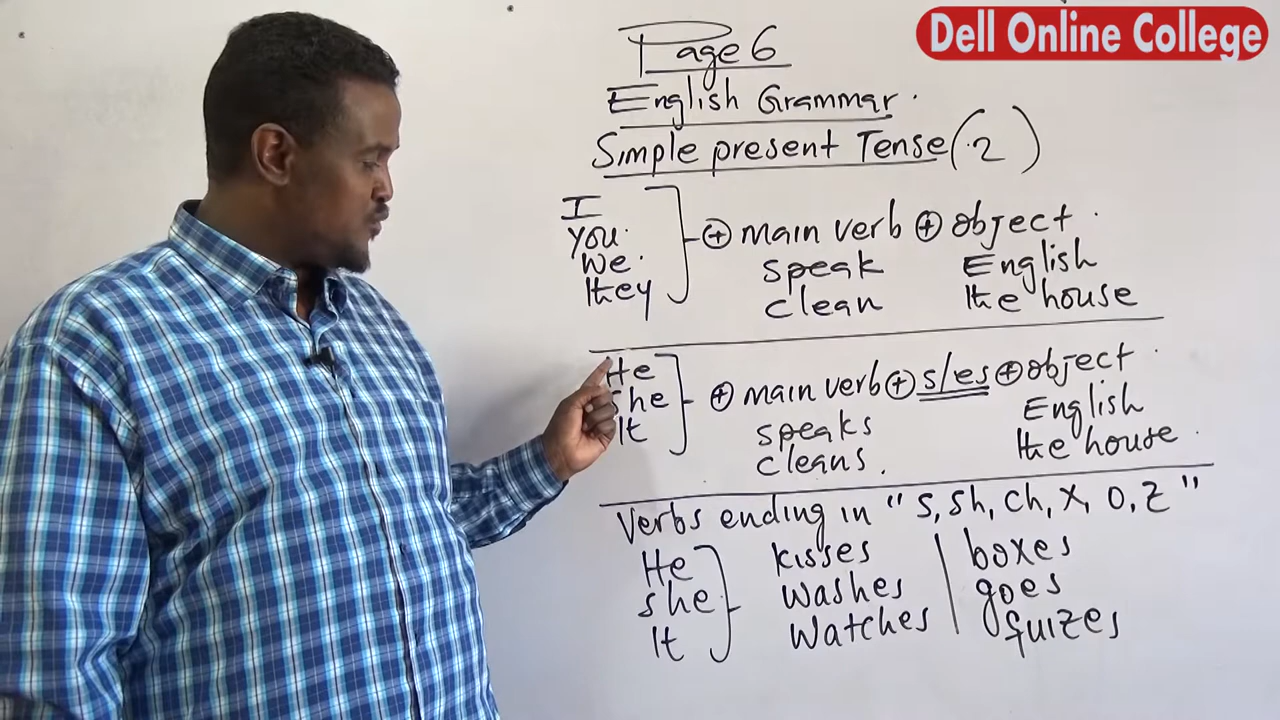 Dell Online College
Page 6
English Grammar.
Simple present Tense (.2)
I
you.
We.
they
⊕ main verb ⊕ object.
speak English
clean the house
He
She
It
⊕ main verb ⊕ s/es ⊕ object.
speaks English
cleans. the house.
Verbs ending in "s, sh, ch, x, o, z"
He kisses | boxes
She washes | goes
It watches | quizes